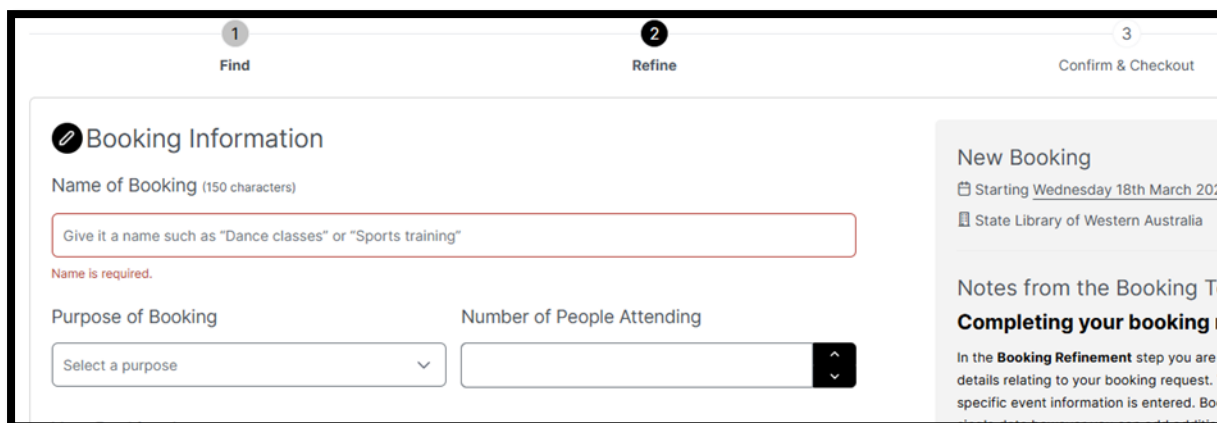 1
Find
2
Refine
3
Confirm & Checkout
Booking Information
Name of Booking (150 characters)
Give it a name such as "Dance classes" or "Sports training"
Name is required.
Purpose of Booking
Number of People Attending
Select a purpose
New Booking
Starting Wednesday 18th March 202
State Library of Western Australia
Notes from the Booking T
Completing your booking
In the Booking Refinement step you are
details relating to your booking request.
specific event information is entered. Bo